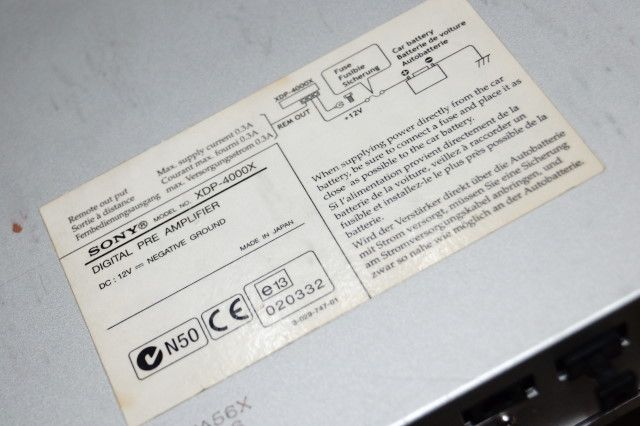 Remote out put
Sortie à distance
Fernbedienungsausgang
Max. supply current 0.3A
Courant max. fourni 0.3A
max. Versorgungsstrom 0.3A
XDP-4000X
REM OUT
Fuse
Fusible
Sicherung
+12V
Car battery
Batterie de voiture
Autobatterie
SONY® MODEL NO. XDP-4000X
DIGITAL PRE AMPLIFIER
DC : 12V NEGATIVE GROUND
MADE IN JAPAN
N50
CE
e13
020332
3-029-747-01
When supplying power directly from the car
battery, be sure to connect a fuse and place it as
close as possible to the car battery.
Si l'alimentation provient directement de la
batterie de la voiture, veillez à raccorder un
fusible et installez-le le plus près possible de la
batterie.
Wird der Verstärker direkt über die Autobatterie
mit Strom versorgt, müssen Sie eine Sicherung
am Stromversorgungskabel anbringen, und
zwar so nahe wie möglich an der Autobatterie.
A56X